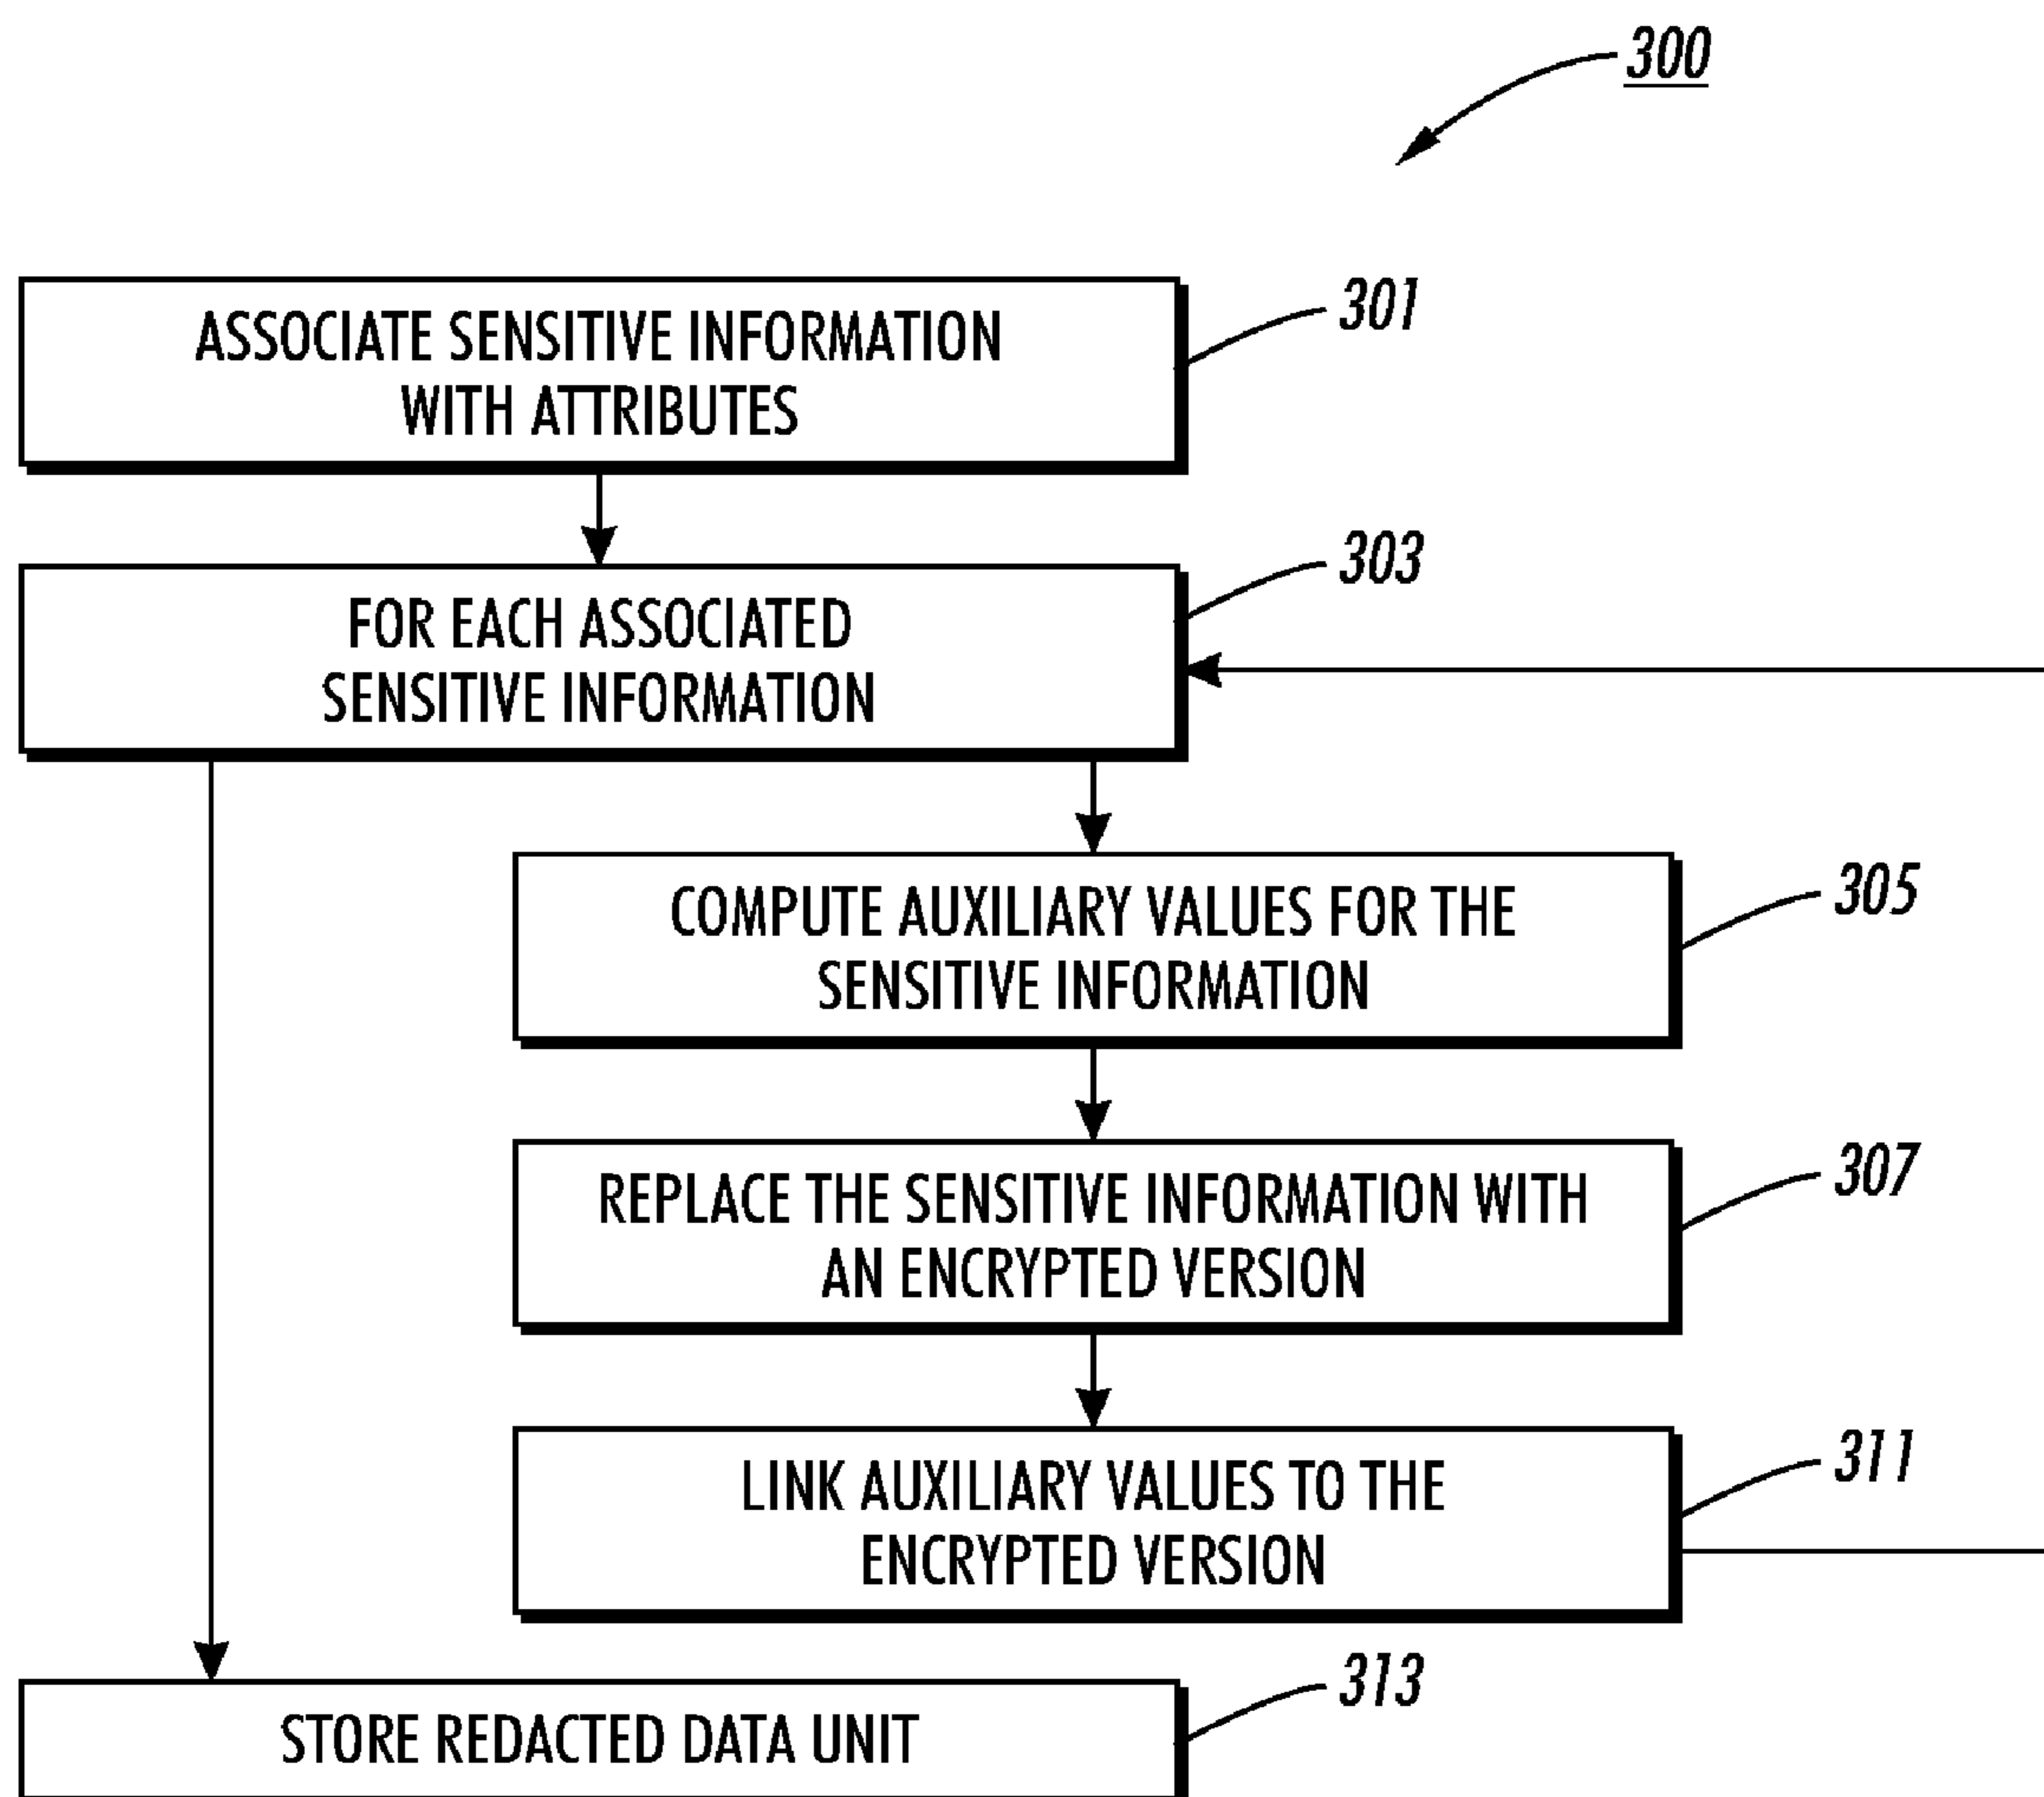 300
ASSOCIATE SENSITIVE INFORMATION
WITH ATTRIBUTES
301
FOR EACH ASSOCIATED
SENSITIVE INFORMATION
303
COMPUTE AUXILIARY VALUES FOR THE
SENSITIVE INFORMATION
305
REPLACE THE SENSITIVE INFORMATION WITH
AN ENCRYPTED VERSION
307
LINK AUXILIARY VALUES TO THE
ENCRYPTED VERSION
311
STORE REDACTED DATA UNIT
313